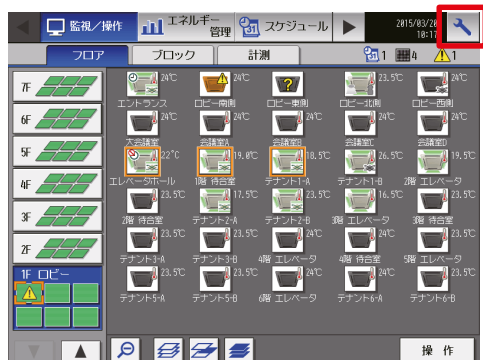 監視／操作 エネルギー管理 スケジュール 2015/03/20
10:17
フロア ブロック 計測 1 4 1
7F
6F
5F
4F
3F
2F
1F ロビー
24℃ 24℃ 23.5℃ 24℃
エントランス ロビー南側 ロビー東側 ロビー北側 ロビー西側
24℃ 24℃ 24℃ 24℃ 24℃
大会議室 会議室A 会議室B 会議室C 会議室D
22℃ 19.0℃ 18.5℃ 26.5℃ 19.5℃
エレベータホール 1階 待合室 テナント1-A テナント1-B 2階 エレベータ
23.5℃ 17.5℃ 23.5℃ 16.5℃ 23.5℃
2階 待合室 テナント2-A テナント2-B 3階 エレベータ 3階 待合室
23.5℃ 23.5℃ 24℃ 24℃ 23.5℃
テナント3-A テナント3-B 4階 エレベータ 4階 待合室 5階 エレベータ
23.5℃ 23.5℃ 24℃ 24℃ 23.5℃
テナント5-A テナント5-B 6階 エレベータ テナント6-A テナント6-B
操 作